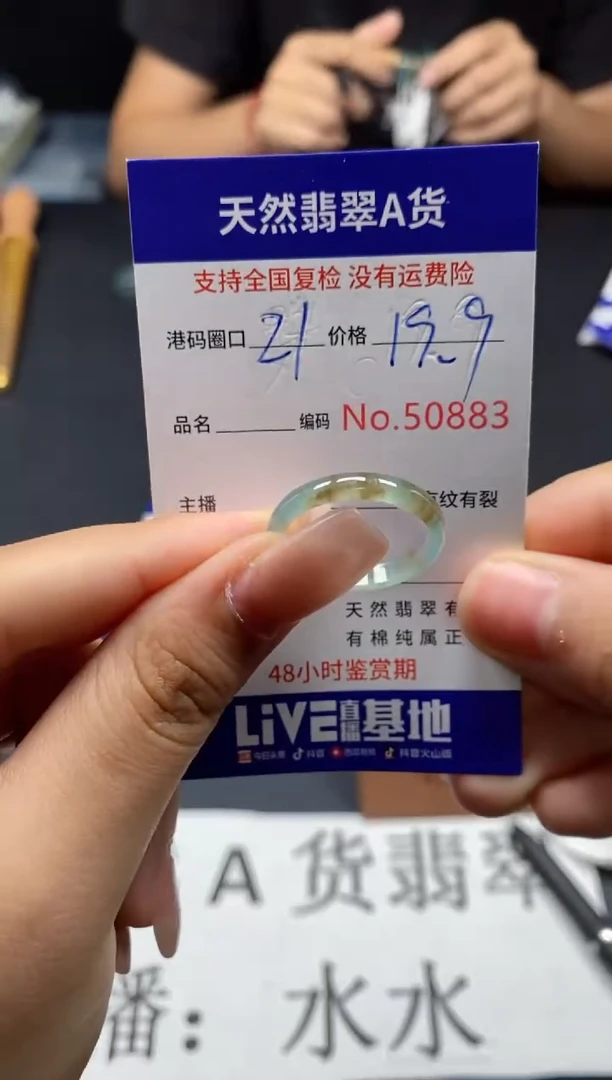 天然翡翠A货
支持全国复检 没有运费险
港码圈口 21 价格 19.9
品名 编码 No.50883
主播 纹有裂
天然翡翠有
有棉纯属正
48小时鉴赏期
LiVE直播基地
今日头条 抖音 西瓜视频 抖音火山版
A货翡翠
番：水水